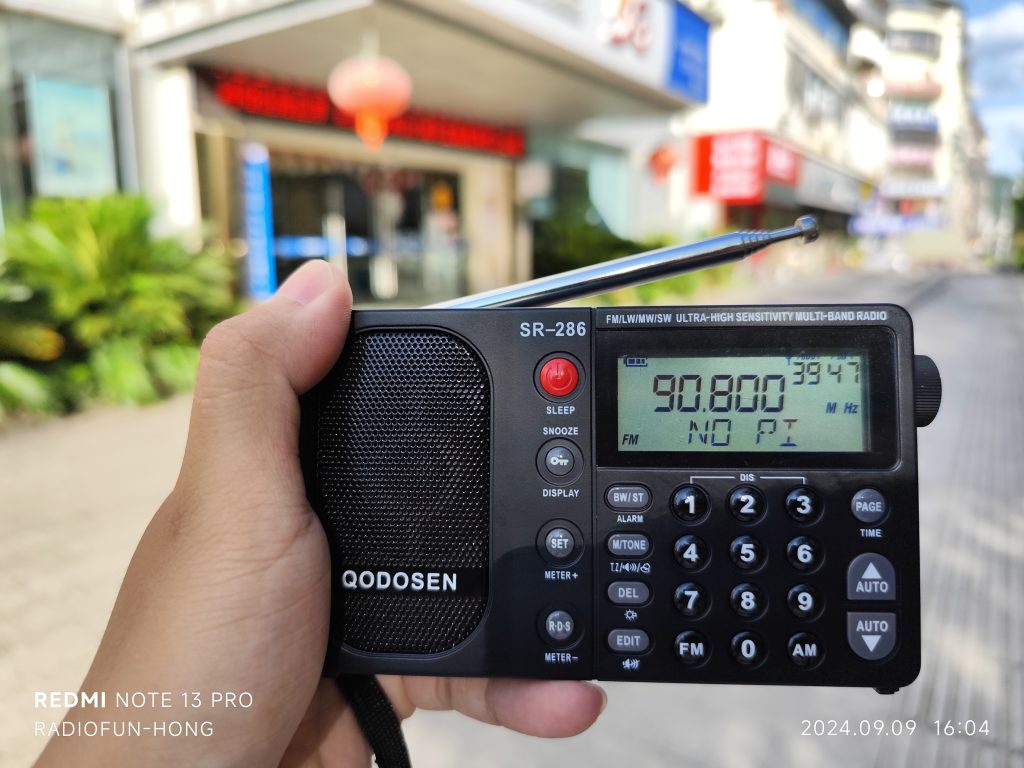 SR-286
FM/LW/MW/SW ULTRA-HIGH SENSITIVITY MULTI-BAND RADIO
SLEEP
39 47
90.800
M Hz
FM
NO PI
SNOOZE
DISPLAY
DIS
BW/ST
1
2
3
PAGE
ALARM
TIME
SET
M/TONE
4
5
6
AUTO
METER+
T.Z/
QODOSEN
DEL
7
8
9
AUTO
R·D·S
EDIT
FM
0
AM
METER-
REDMI NOTE 13 PRO
RADIOFUN-HONG
2024.09.09 16:04